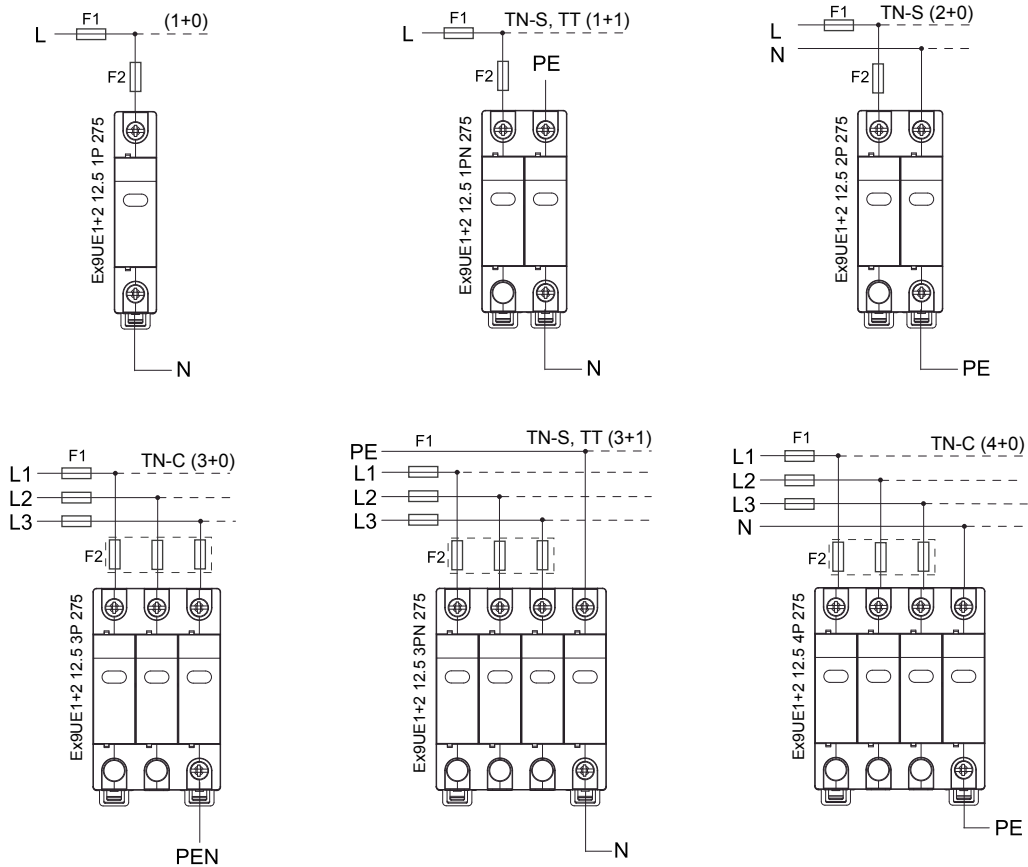 F1
(1+0)
L
F2
Ex9UE1+2 12.5 1P 275
N
F1
TN-S, TT (1+1)
L
F2
PE
Ex9UE1+2 12.5 1PN 275
N
F1
TN-S (2+0)
L
N
F2
Ex9UE1+2 12.5 2P 275
PE
F1
TN-C (3+0)
L1
L2
L3
F2
Ex9UE1+2 12.5 3P 275
PEN
F1
TN-S, TT (3+1)
PE
L1
L2
L3
F2
Ex9UE1+2 12.5 3PN 275
N
F1
TN-C (4+0)
L1
L2
L3
N
F2
Ex9UE1+2 12.5 4P 275
PE